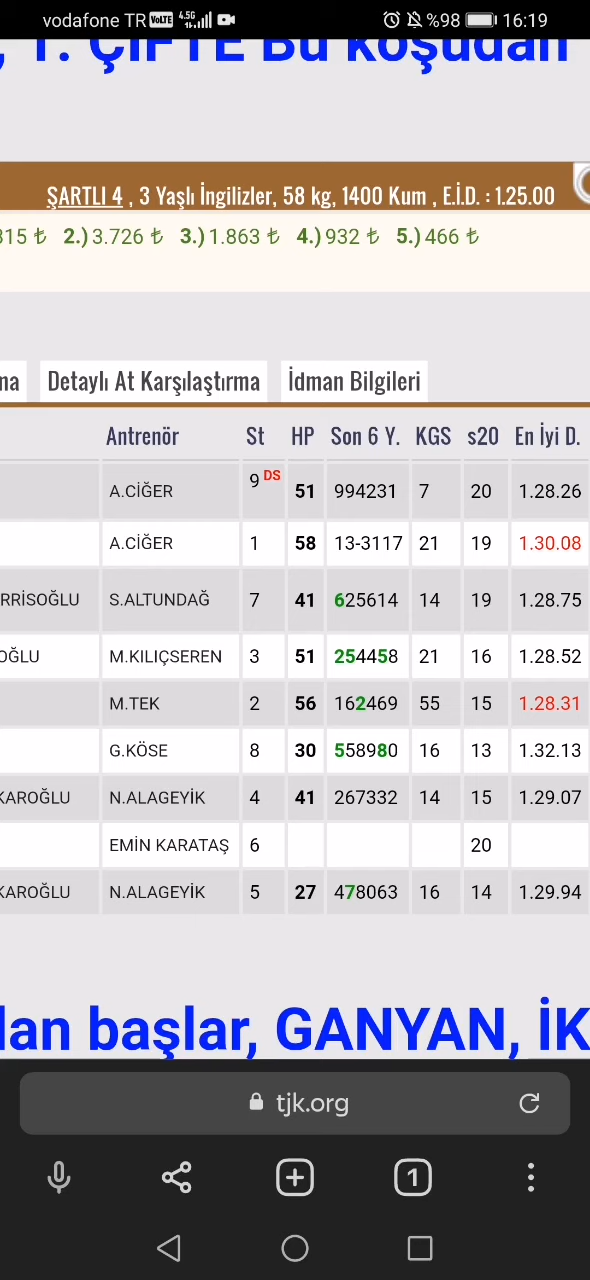 vodafone TR VoLTE 4.5G %98 16:19
, 1. ÇİFTE Bu koşudan
ŞARTLI 4 , 3 Yaşlı İngilizler, 58 kg, 1400 Kum , E.İ.D. : 1.25.00
815 ₺ 2.) 3.726 ₺ 3.) 1.863 ₺ 4.) 932 ₺ 5.) 466 ₺
ma Detaylı At Karşılaştırma İdman Bilgileri
Antrenör St HP Son 6 Y. KGS s20 En İyi D.
A.CİĞER 9 DS 51 994231 7 20 1.28.26
A.CİĞER 1 58 13-3117 21 19 1.30.08
RRİSOĞLU S.ALTUNDAĞ 7 41 625614 14 19 1.28.75
OĞLU M.KILIÇSEREN 3 51 254458 21 16 1.28.52
M.TEK 2 56 162469 55 15 1.28.31
G.KÖSE 8 30 558980 16 13 1.32.13
KAROĞLU N.ALAGEYİK 4 41 267332 14 15 1.29.07
EMİN KARATAŞ 6 20
KAROĞLU N.ALAGEYİK 5 27 478063 16 14 1.29.94
dan başlar, GANYAN, İK
tjk.org
1